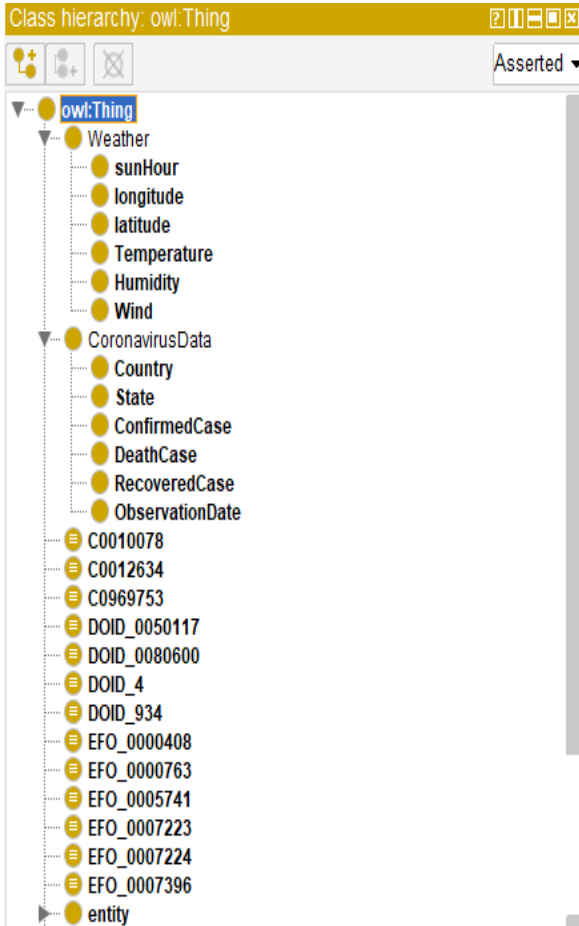 Class hierarchy: owl:Thing
Asserted
owl:Thing
Weather
sunHour
longitude
latitude
Temperature
Humidity
Wind
CoronavirusData
Country
State
ConfirmedCase
DeathCase
RecoveredCase
ObservationDate
C0010078
C0012634
C0969753
DOID_0050117
DOID_0080600
DOID_4
DOID_934
EFO_0000408
EFO_0000763
EFO_0005741
EFO_0007223
EFO_0007224
EFO_0007396
entity